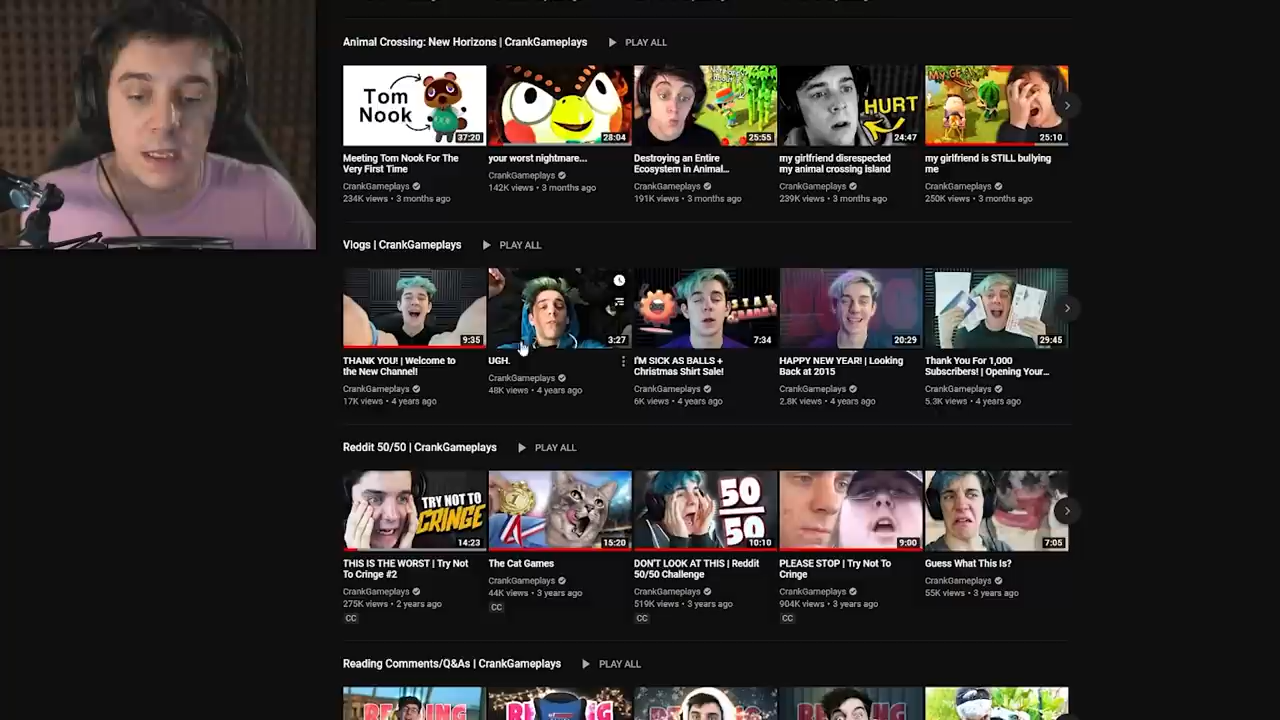 Animal Crossing: New Horizons | CrankGameplays
PLAY ALL
Tom
Nook
37:20
28:04
25:55
HURT
24:47
MY GF
25:10
Meeting Tom Nook For The
Very First Time
CrankGameplays
234K views • 3 months ago
your worst nightmare...
CrankGameplays
142K views • 3 months ago
Destroying an Entire
Ecosystem in Animal...
CrankGameplays
191K views • 3 months ago
my girlfriend disrespected
my animal crossing island
CrankGameplays
239K views • 3 months ago
my girlfriend is STILL bullying
me
CrankGameplays
250K views • 3 months ago
Vlogs | CrankGameplays
PLAY ALL
9:35
3:27
7:34
20:29
29:45
THANK YOU! | Welcome to
the New Channel!
CrankGameplays
17K views • 4 years ago
UGH.
CrankGameplays
48K views • 4 years ago
I'M SICK AS BALLS +
Christmas Shirt Sale!
CrankGameplays
6K views • 4 years ago
HAPPY NEW YEAR! | Looking
Back at 2015
CrankGameplays
2.8K views • 4 years ago
Thank You For 1,000
Subscribers! | Opening Your...
CrankGameplays
5.3K views • 4 years ago
Reddit 50/50 | CrankGameplays
PLAY ALL
TRY NOT TO
CRINGE
14:23
15:20
50
50
10:10
9:00
7:05
THIS IS THE WORST | Try Not
To Cringe #2
CrankGameplays
275K views • 2 years ago
CC
The Cat Games
CrankGameplays
44K views • 3 years ago
CC
DON'T LOOK AT THIS | Reddit
50/50 Challenge
CrankGameplays
519K views • 3 years ago
CC
PLEASE STOP | Try Not To
Cringe
CrankGameplays
904K views • 3 years ago
CC
Guess What This Is?
CrankGameplays
55K views • 3 years ago
Reading Comments/Q&As | CrankGameplays
PLAY ALL